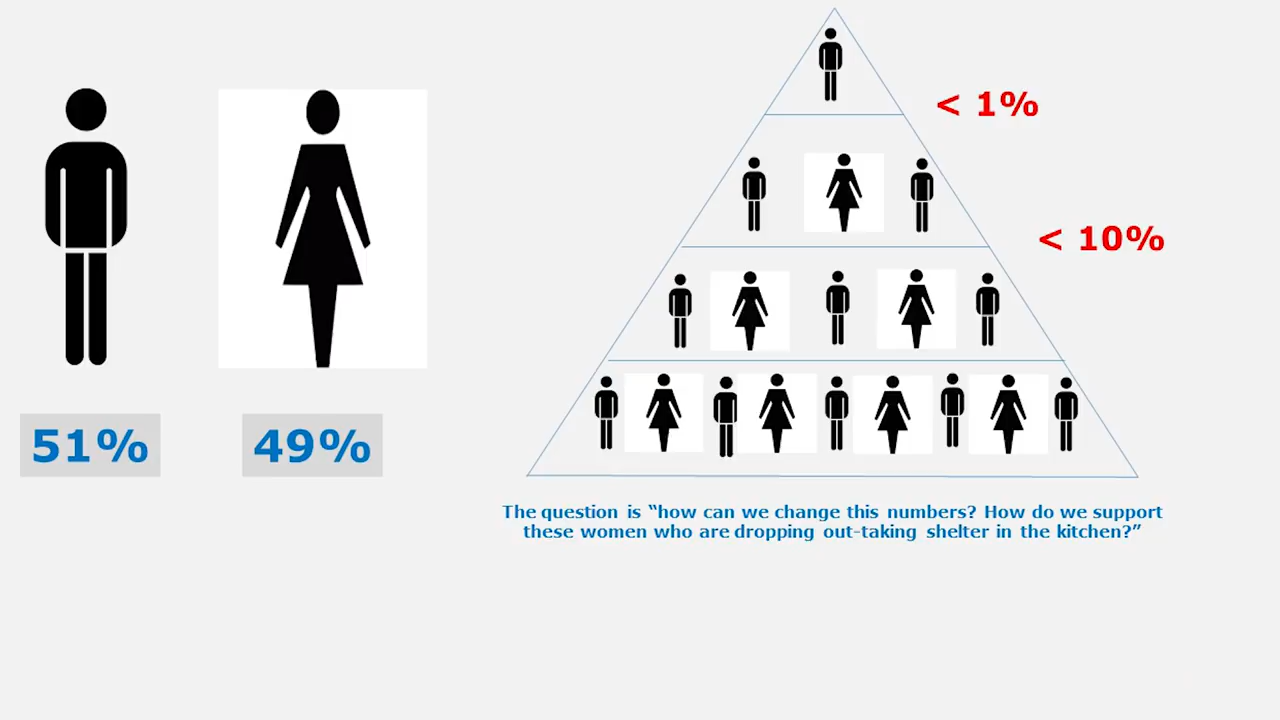 51%
49%
< 1%
< 10%
The question is “how can we change this numbers? How do we support
these women who are dropping out-taking shelter in the kitchen?”